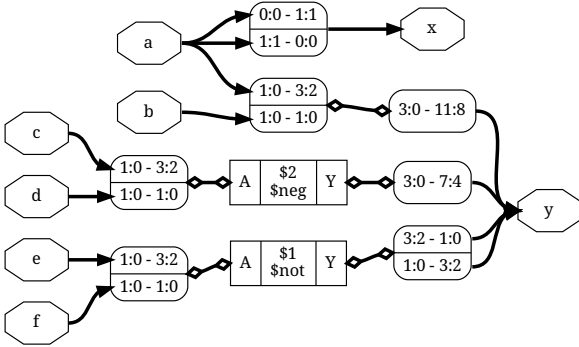 0:0 - 1:1
1:1 - 0:0
x
a
1:0 - 3:2
1:0 - 1:0
3:0 - 11:8
b
c
1:0 - 3:2
1:0 - 1:0
A
$2
$neg
Y
3:0 - 7:4
d
y
e
1:0 - 3:2
1:0 - 1:0
A
$1
$not
Y
3:2 - 1:0
1:0 - 3:2
f